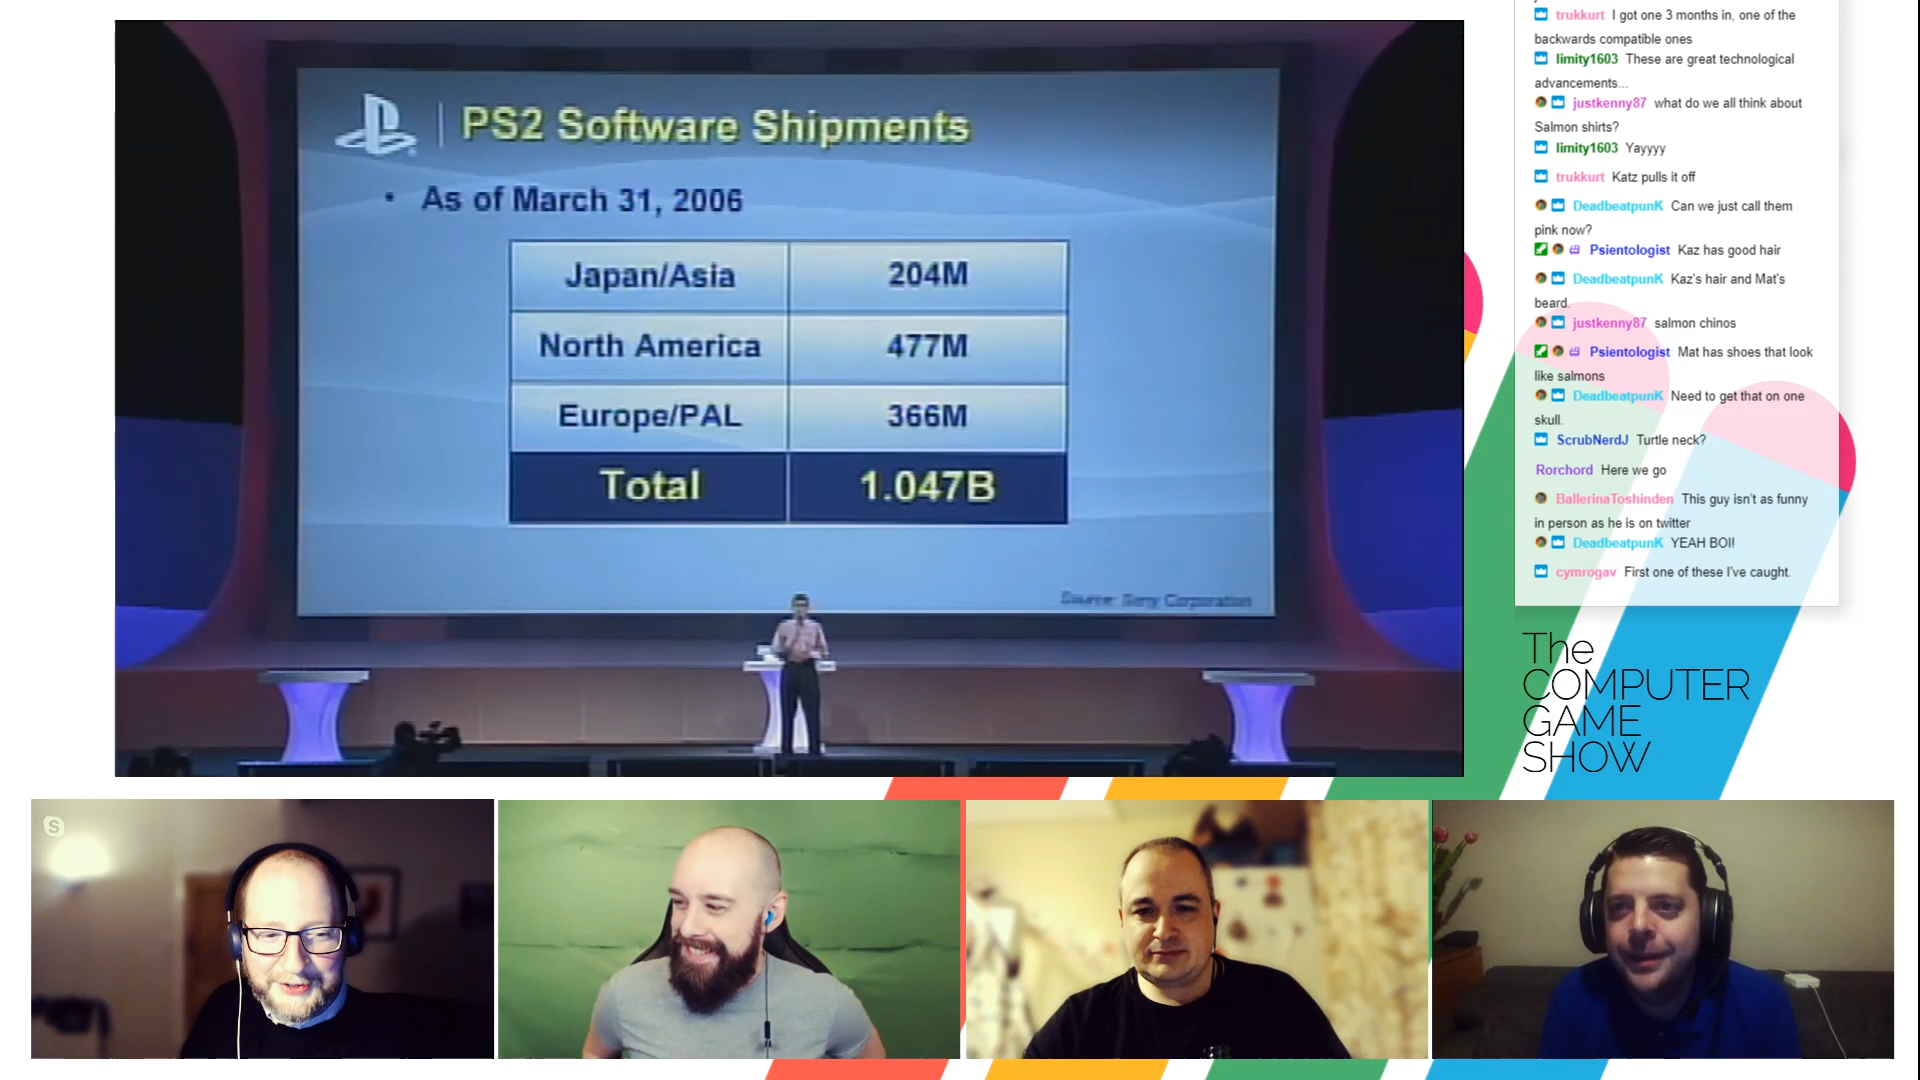 PS2 Software Shipments
• As of March 31, 2006
Japan/Asia 204M
North America 477M
Europe/PAL 366M
Total 1.047B
Source: Sony Corporation
trukkurt I got one 3 months in, one of the
backwards compatible ones
limity1603 These are great technological
advancements...
justkenny87 what do we all think about
Salmon shirts?
limity1603 Yayyyy
trukkurt Katz pulls it off
DeadbeatpunK Can we just call them
pink now?
Psientologist Kaz has good hair
DeadbeatpunK Kaz's hair and Mat's
beard.
justkenny87 salmon chinos
Psientologist Mat has shoes that look
like salmons
DeadbeatpunK Need to get that on one
skull.
ScrubNerdJ Turtle neck?
Rorchord Here we go
BallerinaToshinden This guy isn't as funny
in person as he is on twitter
DeadbeatpunK YEAH BOI!
cymrogav First one of these I've caught.
The
COMPUTER
GAME
SHOW
S